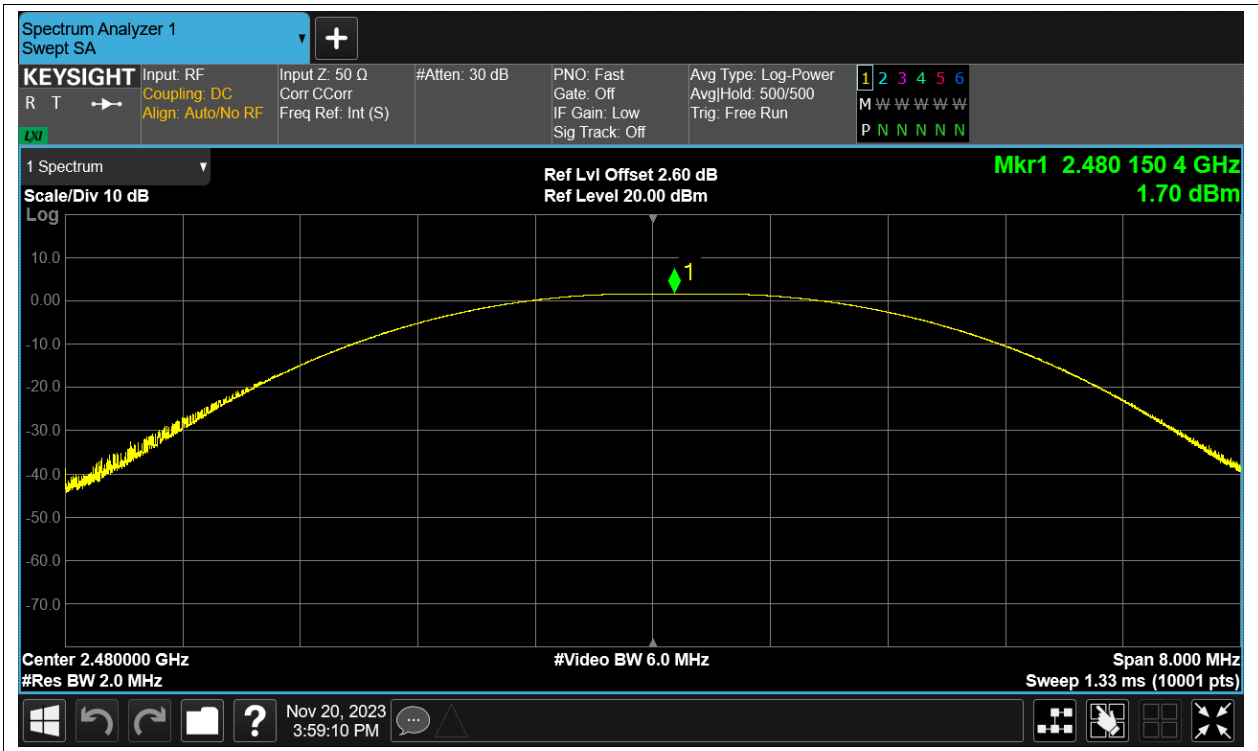 Spectrum Analyzer 1
Swept SA
KEYSIGHT
R T
LXI
Input: RF
Coupling: DC
Align: Auto/No RF
Input Z: 50 Ω
Corr CCorr
Freq Ref: Int (S)
#Atten: 30 dB
PNO: Fast
Gate: Off
IF Gain: Low
Sig Track: Off
Avg Type: Log-Power
Avg|Hold: 500/500
Trig: Free Run
1 2 3 4 5 6
M W W W W W
P N N N N N
1 Spectrum
Scale/Div 10 dB
Log
Ref Lvl Offset 2.60 dB
Ref Level 20.00 dBm
Mkr1 2.480 150 4 GHz
1.70 dBm
1
10.0
0.00
-10.0
-20.0
-30.0
-40.0
-50.0
-60.0
-70.0
Center 2.480000 GHz
#Res BW 2.0 MHz
#Video BW 6.0 MHz
Span 8.000 MHz
Sweep 1.33 ms (10001 pts)
?
Nov 20, 2023
3:59:10 PM